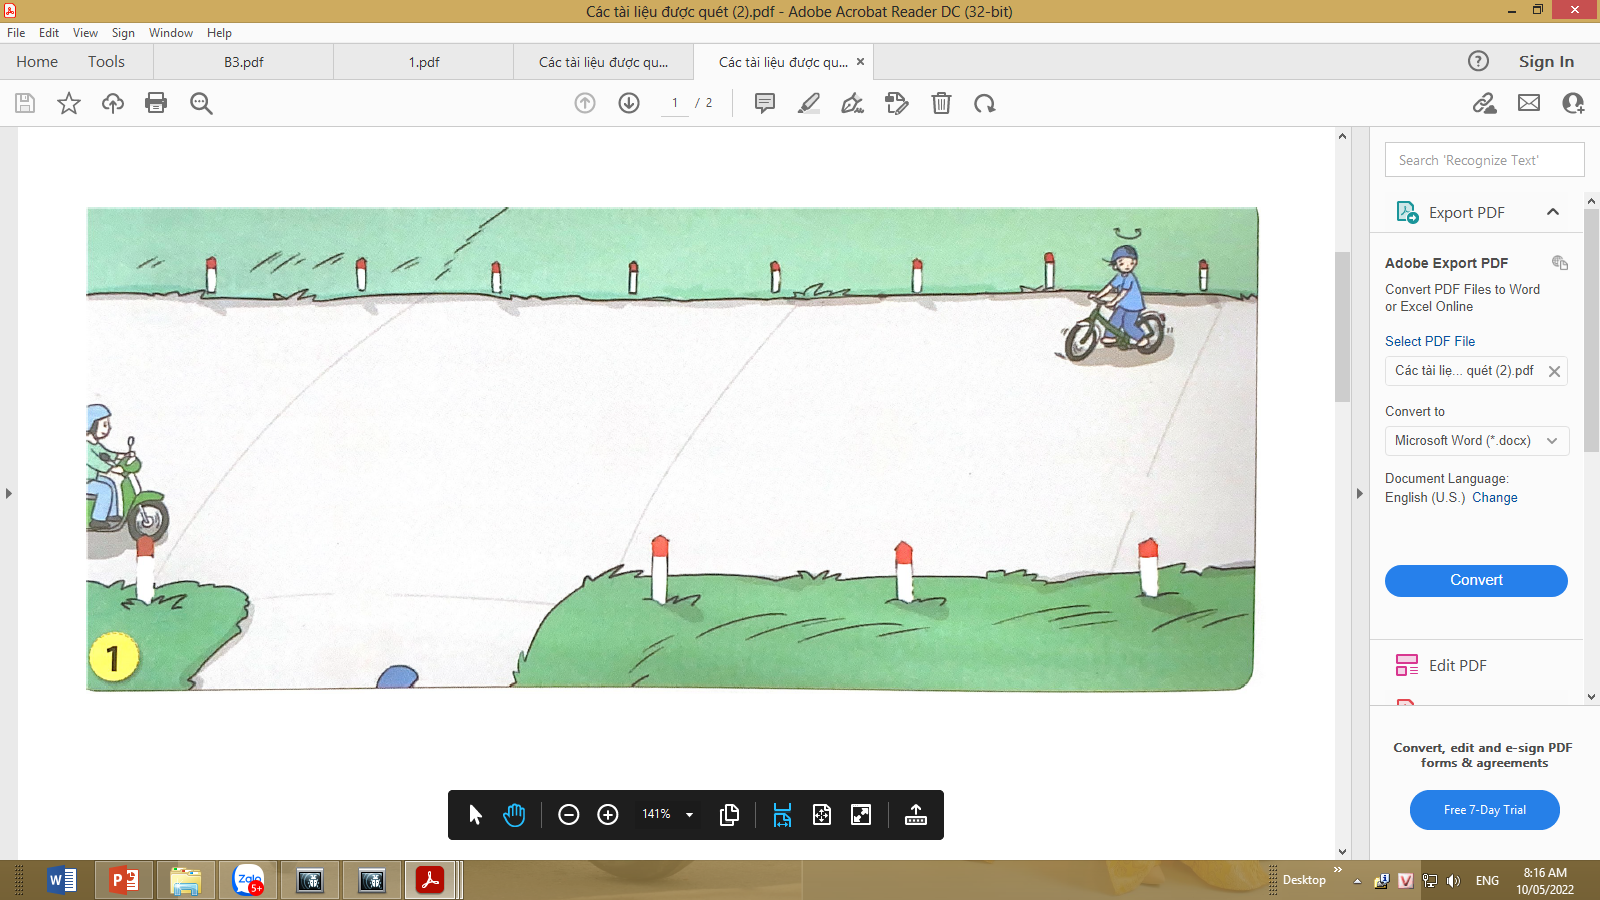 Các tài liệu được quét (2).pdf - Adobe Acrobat Reader DC (32-bit)
File Edit View Sign Window Help
Home Tools B3.pdf 1.pdf Các tài liệu được qu... Các tài liệu được qu... × Sign In
1 / 2
Search 'Recognize Text'
Export PDF
Adobe Export PDF
Convert PDF Files to Word
or Excel Online
Select PDF File
Các tài liệ... quét (2).pdf
Convert to
Microsoft Word (*.docx)
Document Language:
English (U.S.) Change
Convert
Edit PDF
Convert, edit and e-sign PDF
forms & agreements
Free 7-Day Trial
1
141%
Zalo
5+
Desktop
ENG
8:16 AM
10/05/2022